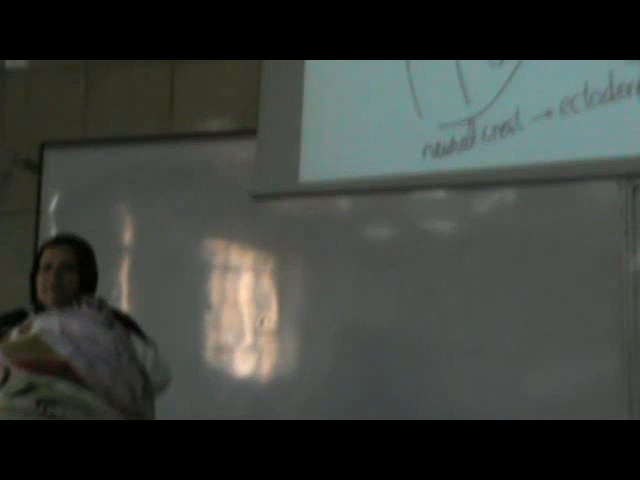 neural crest → ectoderm